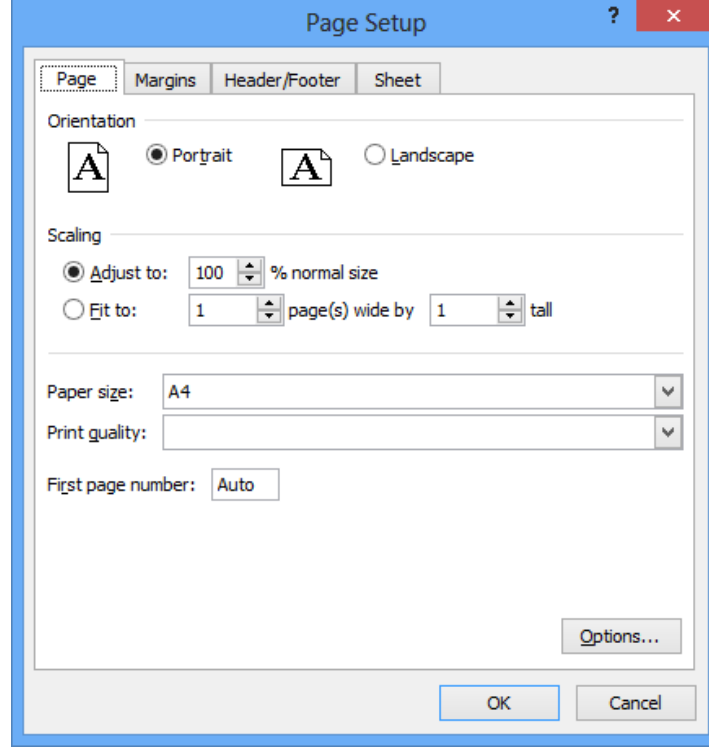 Page Setup ? ×
Page Margins Header/Footer Sheet
Orientation
A Portrait A Landscape
Scaling
Adjust to: 100 % normal size
Fit to: 1 page(s) wide by 1 tall
Paper size: A4
Print quality:
First page number: Auto
Options...
OK Cancel